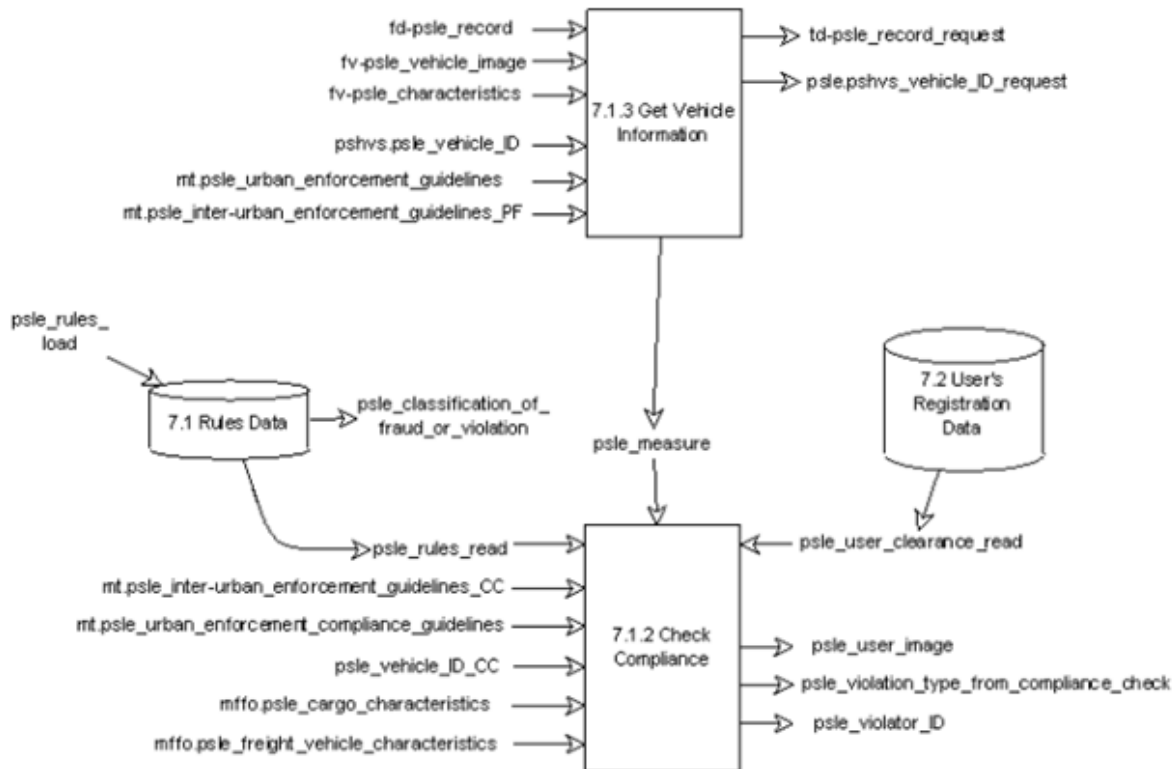 fd-psle_record
fv-psle_vehicle_image
fv-psle_characteristics
pshvs.psle_vehicle_ID
mt.psle_urban_enforcement_guidelines
mt.psle_inter-urban_enforcement_guidelines_PF
7.1.3 Get Vehicle
Information
td-psle_record_request
psle.pshvs_vehicle_ID_request
psle_rules_
load
7.1 Rules Data
psle_classification_of_
fraud_or_violation
psle_measure
7.2 User's
Registration
Data
psle_rules_read
psle_user_clearance_read
mt.psle_inter-urban_enforcement_guidelines_CC
mt.psle_urban_enforcement_compliance_guidelines
psle_vehicle_ID_CC
mffo.psle_cargo_characteristics
mffo.psle_freight_vehicle_characteristics
7.1.2 Check
Compliance
psle_user_image
psle_violation_type_from_compliance_check
psle_violator_ID